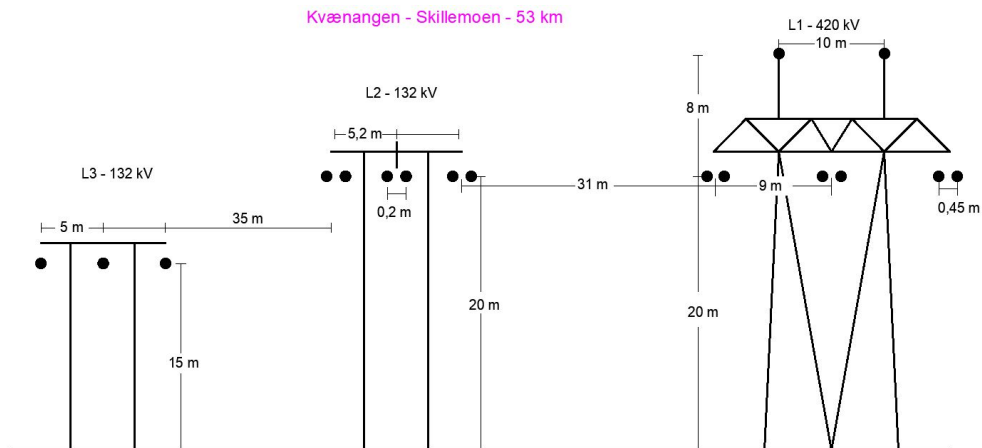 Kvænangen - Skillemoen - 53 km
L1 - 420 kV
10 m
L2 - 132 kV
8 m
5,2 m
L3 - 132 kV
31 m
9 m
0,2 m
0,45 m
35 m
5 m
20 m
20 m
15 m